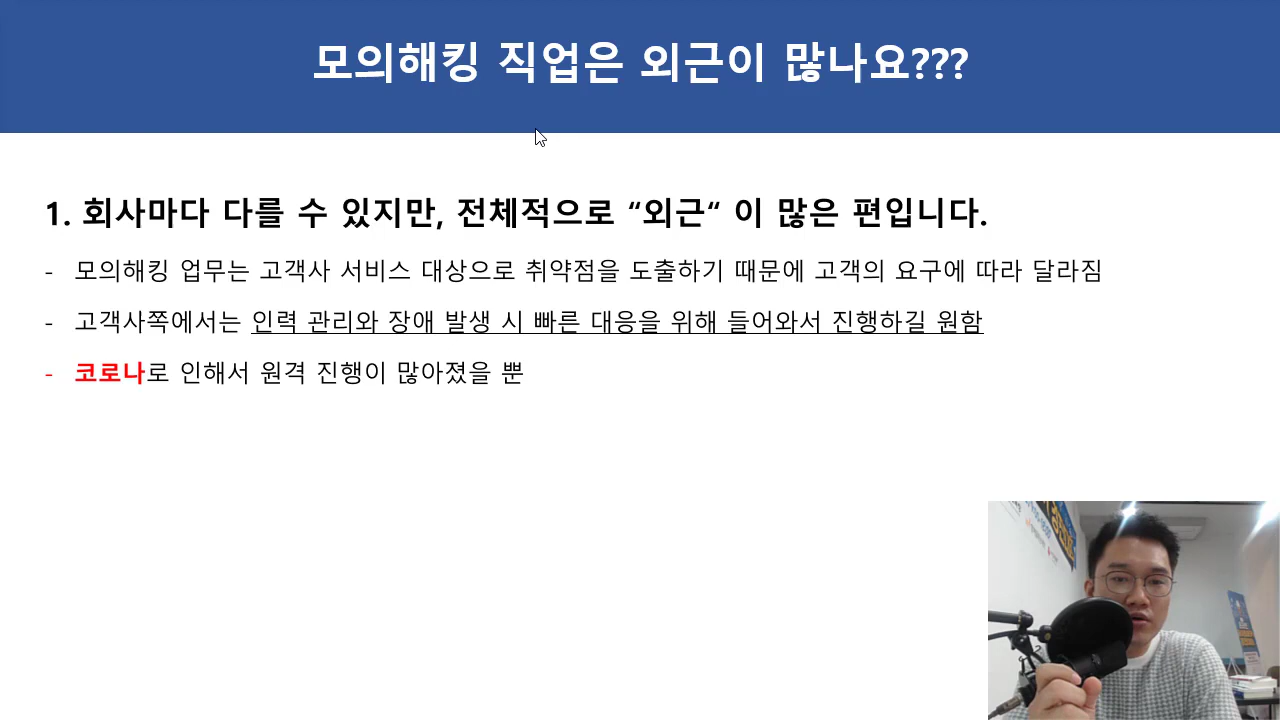 모의해킹 직업은 외근이 많나요???
1. 회사마다 다를 수 있지만, 전체적으로 “외근“ 이 많은 편입니다.
- 모의해킹 업무는 고객사 서비스 대상으로 취약점을 도출하기 때문에 고객의 요구에 따라 달라짐
- 고객사쪽에서는 인력 관리와 장애 발생 시 빠른 대응을 위해 들어와서 진행하길 원함
- 코로나로 인해서 원격 진행이 많아졌을 뿐